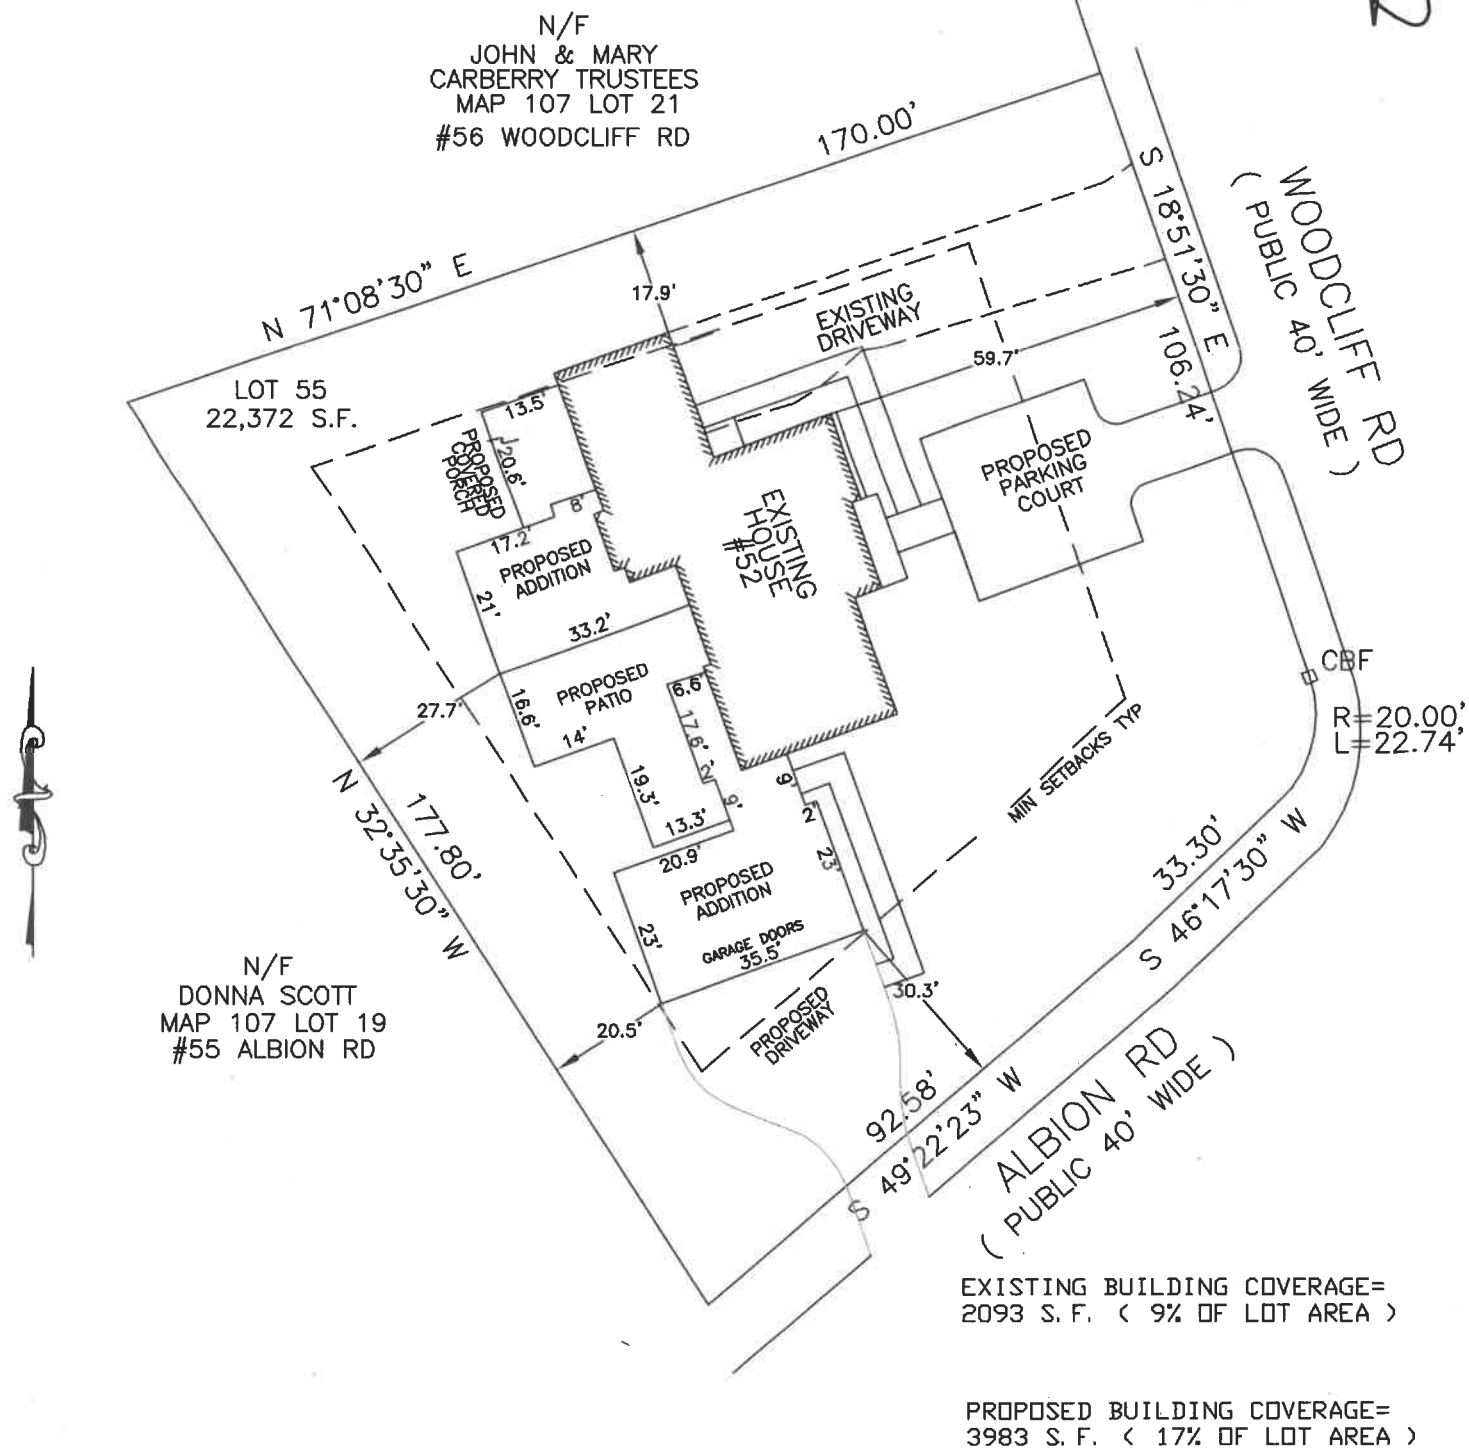 N/F
JOHN & MARY
CARBERRY TRUSTEES
MAP 107 LOT 21
#56 WOODCLIFF RD
170.00'
N 71°08'30" E
S 18°51'30" E
106.24'
WOODCLIFF RD
( PUBLIC 40' WIDE )
17.9'
EXISTING
DRIVEWAY
59.7'
LOT 55
22,372 S.F.
13.5'
PROPOSED
COVERED
PORCH
20.6'
8'
17.2'
PROPOSED
ADDITION
21'
33.2'
EXISTING
HOUSE
#52
PROPOSED
PARKING
COURT
CBF
R=20.00'
L=22.74'
PROPOSED
PATIO
16.6'
14'
6.6'
17.6'
2'
9'
19.3'
13.3'
27.7'
N 32°35'30" W
177.80'
9'
2'
23'
20.9'
PROPOSED
ADDITION
23'
GARAGE DOORS
35.5'
MIN SETBACKS TYP
33.30'
S 46°17'30" W
30.3'
20.5'
PROPOSED
DRIVEWAY
N/F
DONNA SCOTT
MAP 107 LOT 19
#55 ALBION RD
92.58'
S 49°22'23" W
ALBION RD
( PUBLIC 40' WIDE )
EXISTING BUILDING COVERAGE=
2093 S.F. ( 9% OF LOT AREA )
PROPOSED BUILDING COVERAGE=
3983 S.F. ( 17% OF LOT AREA )